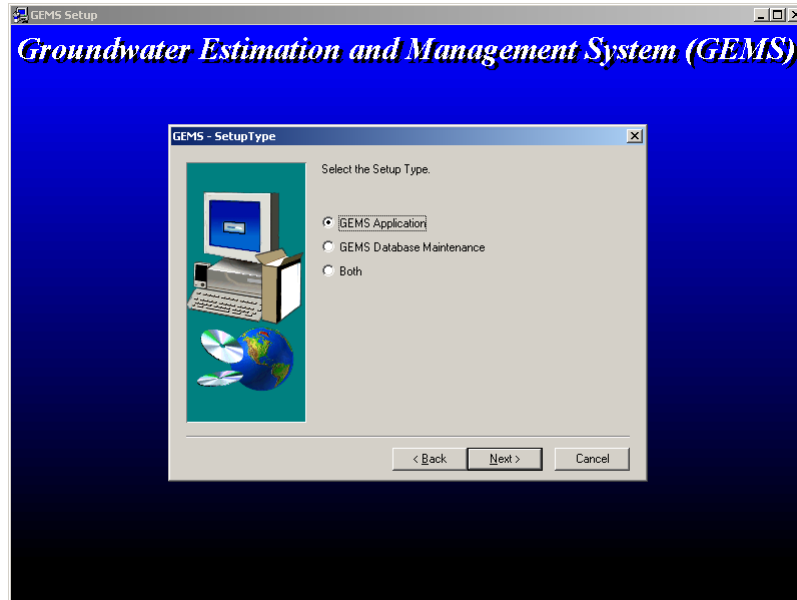 GEMS Setup
Groundwater Estimation and Management System (GEMS)
GEMS - SetupType
Select the Setup Type.
GEMS Application
GEMS Database Maintenance
Both
< Back Next > Cancel